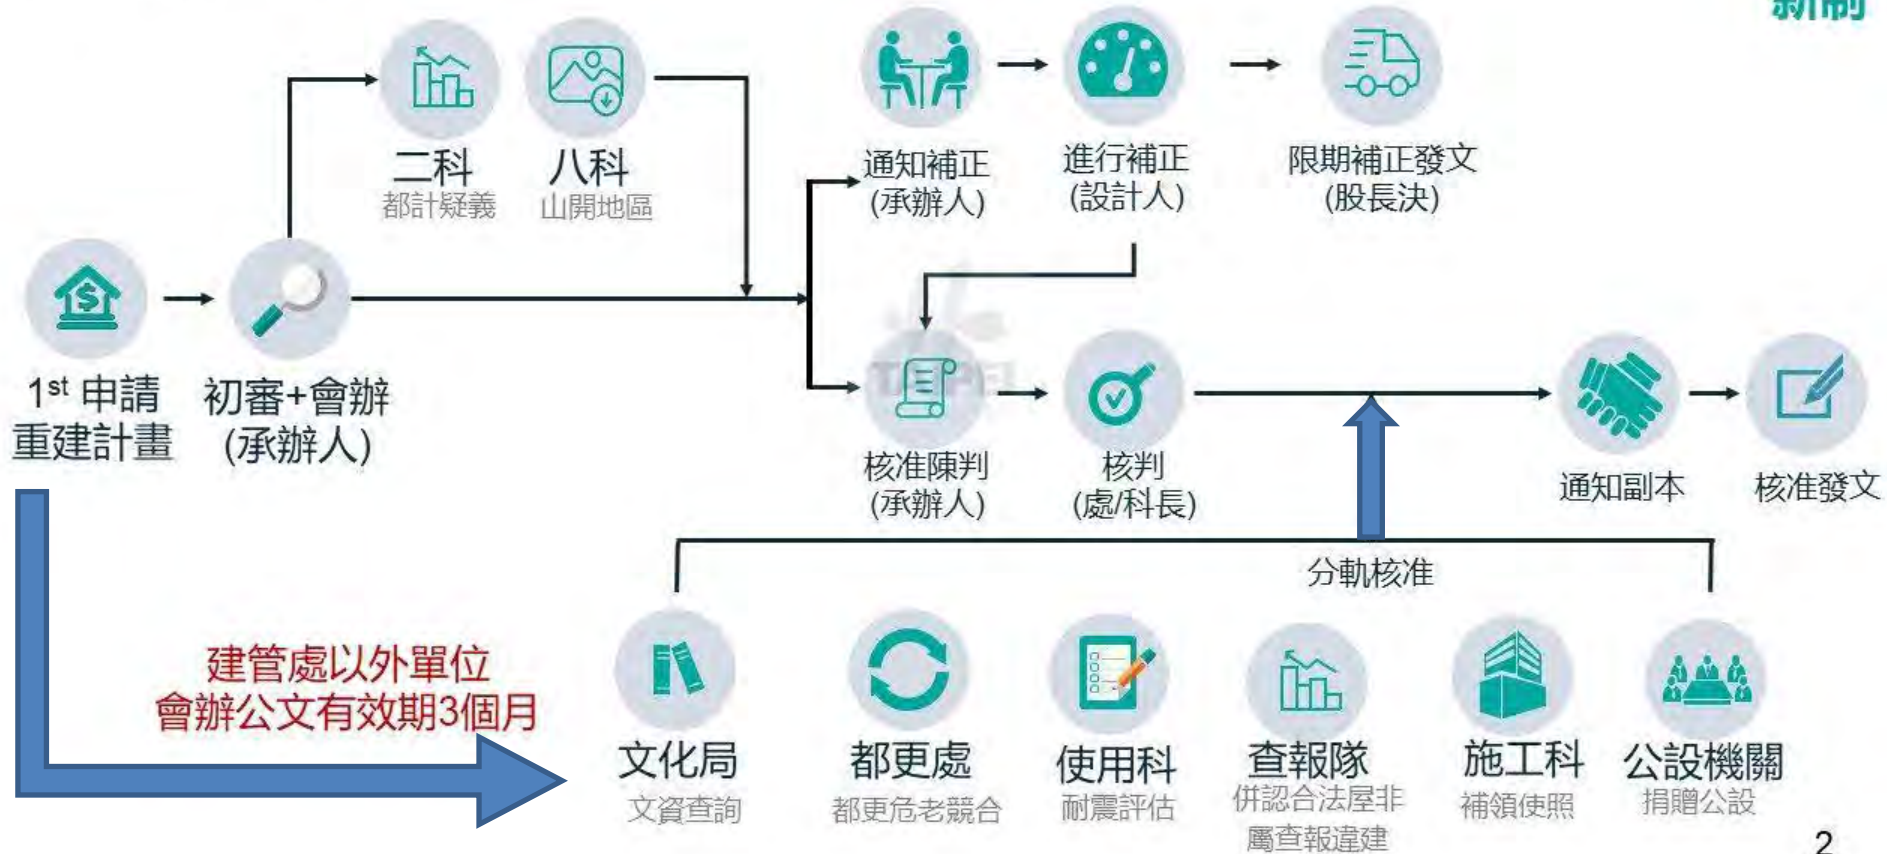 新制
二科
都計疑義
八科
山開地區
通知補正
(承辦人)
進行補正
(設計人)
限期補正發文
(股長決)
1st 申請
重建計畫
初審+會辦
(承辦人)
TAIPEI
核准陳判
(承辦人)
核判
(處/科長)
通知副本
核准發文
分軌核准
建管處以外單位
會辦公文有效期3個月
文化局
文資查詢
都更處
都更危老競合
使用科
耐震評估
查報隊
併認合法屋非
屬查報違建
施工科
補領使照
公設機關
捐贈公設
2